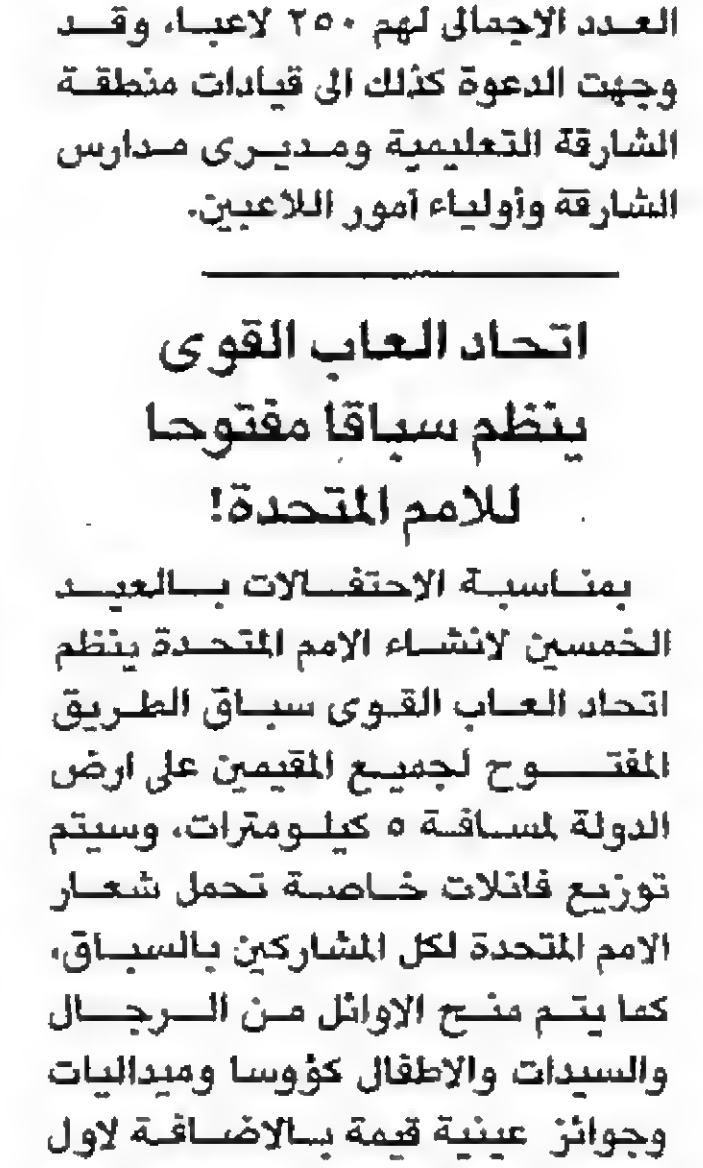 العدد الاجمالى لهم ٢٥٠ لاعبا، وقد
وجهت الدعوة كذلك الى قيادات منطقة
الشارقة التعليمية ومديرى مدارس
الشارقة وأولياء أمور اللاعبين.
اتحاد العاب القوى
ينظم سباقا مفتوحا
للامم المتحدة!
بمناسبة الاحتفالات بالعيد
الخمسين لانشاء الامم المتحدة ينظم
اتحاد العاب القوى سباق الطريق
المفتوح لجميع المقيمين على ارض
الدولة لمسافة ٥ كيلومترات، وسيتم
توزيع فانلات خاصة تحمل شعار
الامم المتحدة لكل المشاركين بالسباق،
كما يتم منح الاوائل من الرجال
والسيدات والاطفال كؤوسا وميداليات
وجوائز عينية قيمة بالاضافة لاول